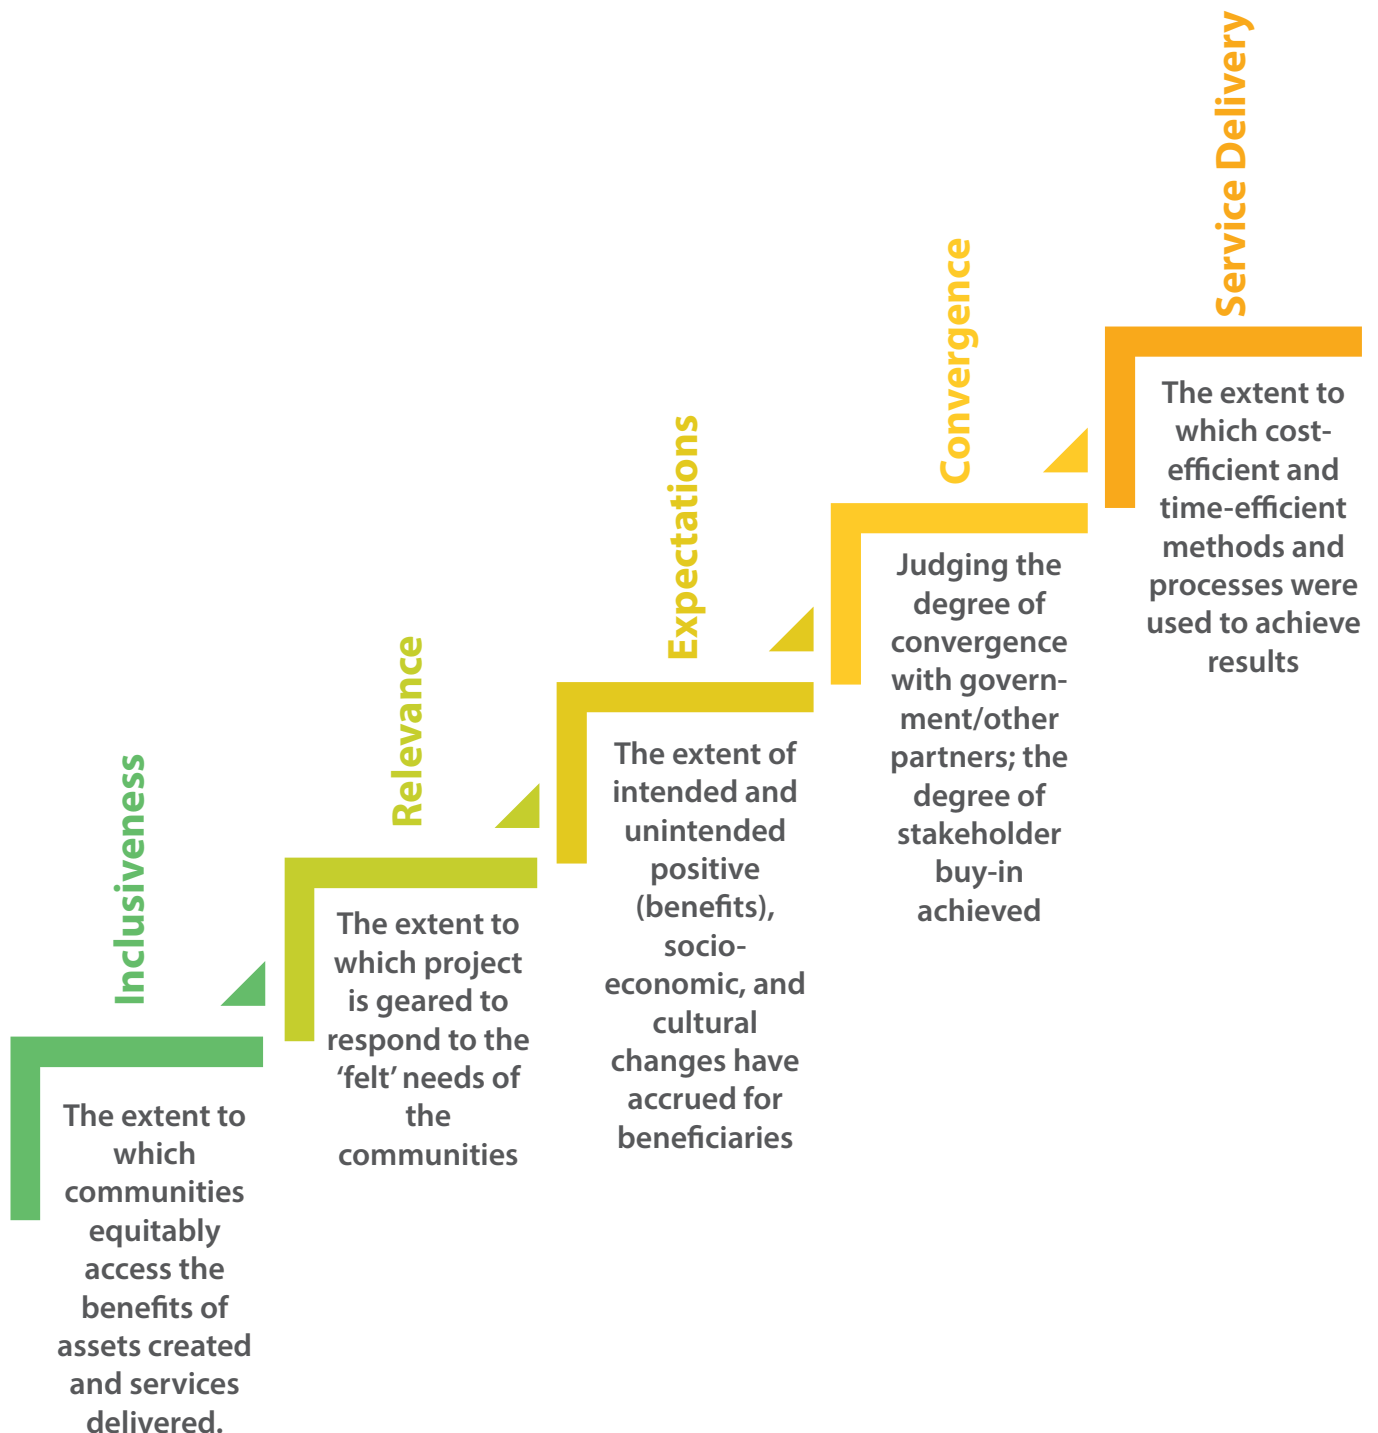 Inclusiveness
The extent to
which
communities
equitably
access the
benefits of
assets created
and services
delivered.
Relevance
The extent to
which project
is geared to
respond to the
‘felt’ needs of
the
communities
Expectations
The extent of
intended and
unintended
positive
(benefits),
socio-
economic, and
cultural
changes have
accrued for
beneficiaries
Convergence
Judging the
degree of
convergence
with govern-
ment/other
partners; the
degree of
stakeholder
buy-in
achieved
Service Delivery
The extent to
which cost-
efficient and
time-efficient
methods and
processes were
used to achieve
results